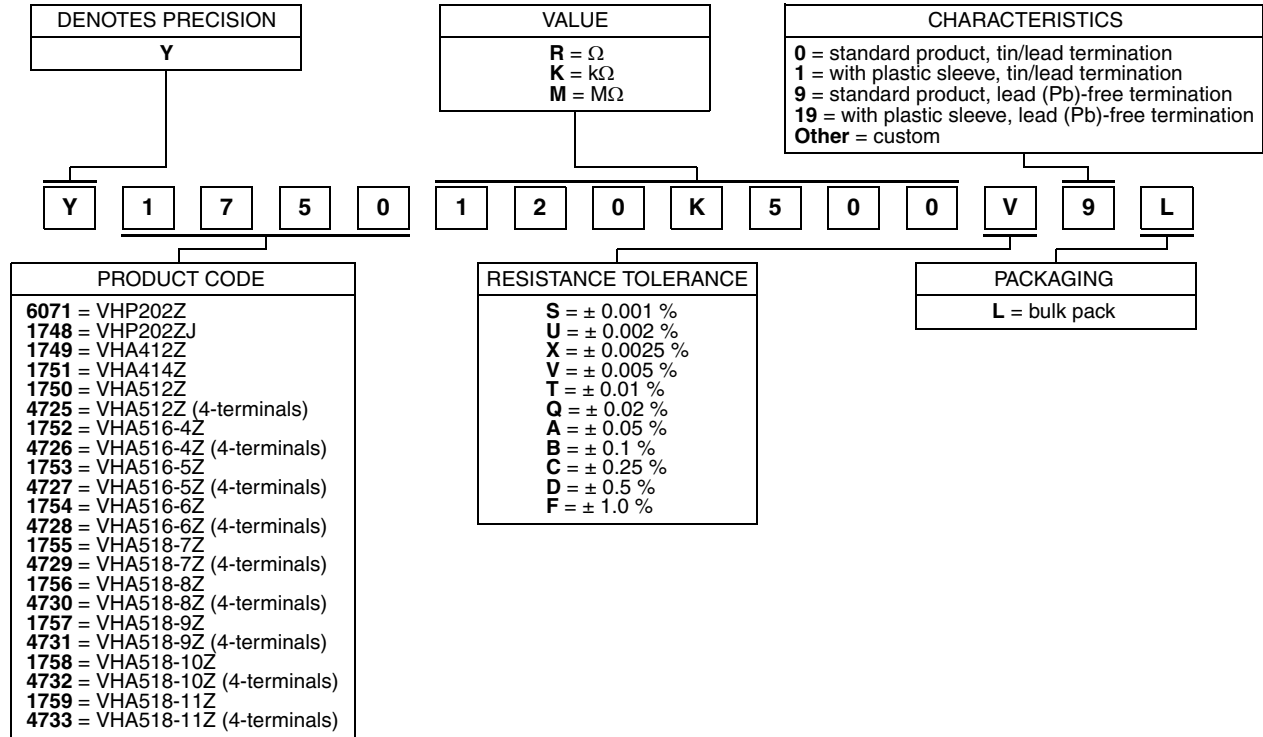 DENOTES PRECISION
Y
VALUE
R = Ω
K = kΩ
M = MΩ
CHARACTERISTICS
0 = standard product, tin/lead termination
1 = with plastic sleeve, tin/lead termination
9 = standard product, lead (Pb)-free termination
19 = with plastic sleeve, lead (Pb)-free termination
Other = custom
Y 1 7 5 0 1 2 0 K 5 0 0 V 9 L
PRODUCT CODE
6071 = VHP202Z
1748 = VHP202ZJ
1749 = VHA412Z
1751 = VHA414Z
1750 = VHA512Z
4725 = VHA512Z (4-terminals)
1752 = VHA516-4Z
4726 = VHA516-4Z (4-terminals)
1753 = VHA516-5Z
4727 = VHA516-5Z (4-terminals)
1754 = VHA516-6Z
4728 = VHA516-6Z (4-terminals)
1755 = VHA518-7Z
4729 = VHA518-7Z (4-terminals)
1756 = VHA518-8Z
4730 = VHA518-8Z (4-terminals)
1757 = VHA518-9Z
4731 = VHA518-9Z (4-terminals)
1758 = VHA518-10Z
4732 = VHA518-10Z (4-terminals)
1759 = VHA518-11Z
4733 = VHA518-11Z (4-terminals)
RESISTANCE TOLERANCE
S = ± 0.001 %
U = ± 0.002 %
X = ± 0.0025 %
V = ± 0.005 %
T = ± 0.01 %
Q = ± 0.02 %
A = ± 0.05 %
B = ± 0.1 %
C = ± 0.25 %
D = ± 0.5 %
F = ± 1.0 %
PACKAGING
L = bulk pack